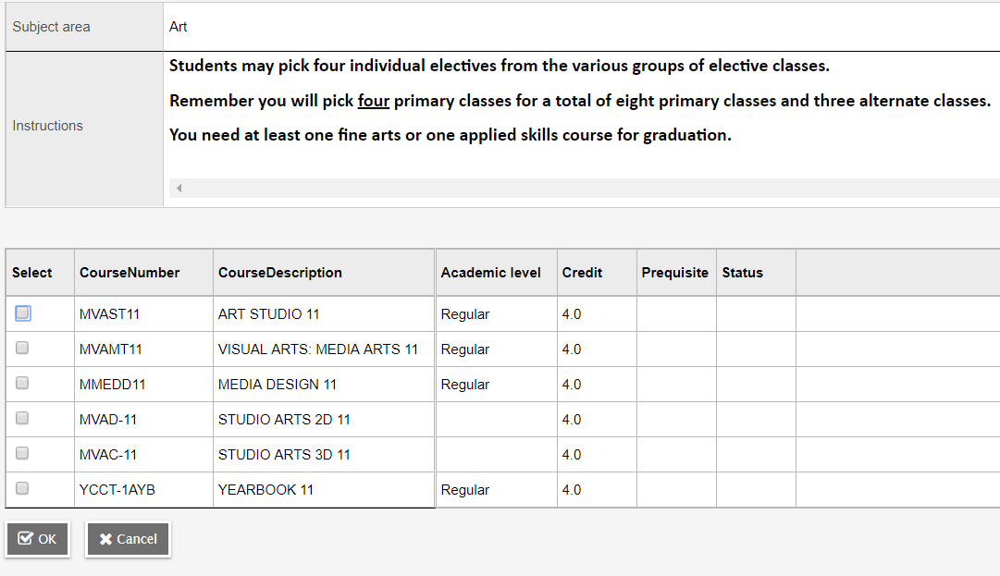 Subject area Art
Students may pick four individual electives from the various groups of elective classes.
Remember you will pick four primary classes for a total of eight primary classes and three alternate classes.
Instructions
You need at least one fine arts or one applied skills course for graduation.
Select CourseNumber CourseDescription Academic level Credit Prequisite Status
MVAST11 ART STUDIO 11 Regular 4.0
MVAMT11 VISUAL ARTS: MEDIA ARTS 11 Regular 4.0
MMEDD11 MEDIA DESIGN 11 Regular 4.0
MVAD-11 STUDIO ARTS 2D 11 4.0
MVAC-11 STUDIO ARTS 3D 11 4.0
YCCT-1AYB YEARBOOK 11 Regular 4.0
OK Cancel